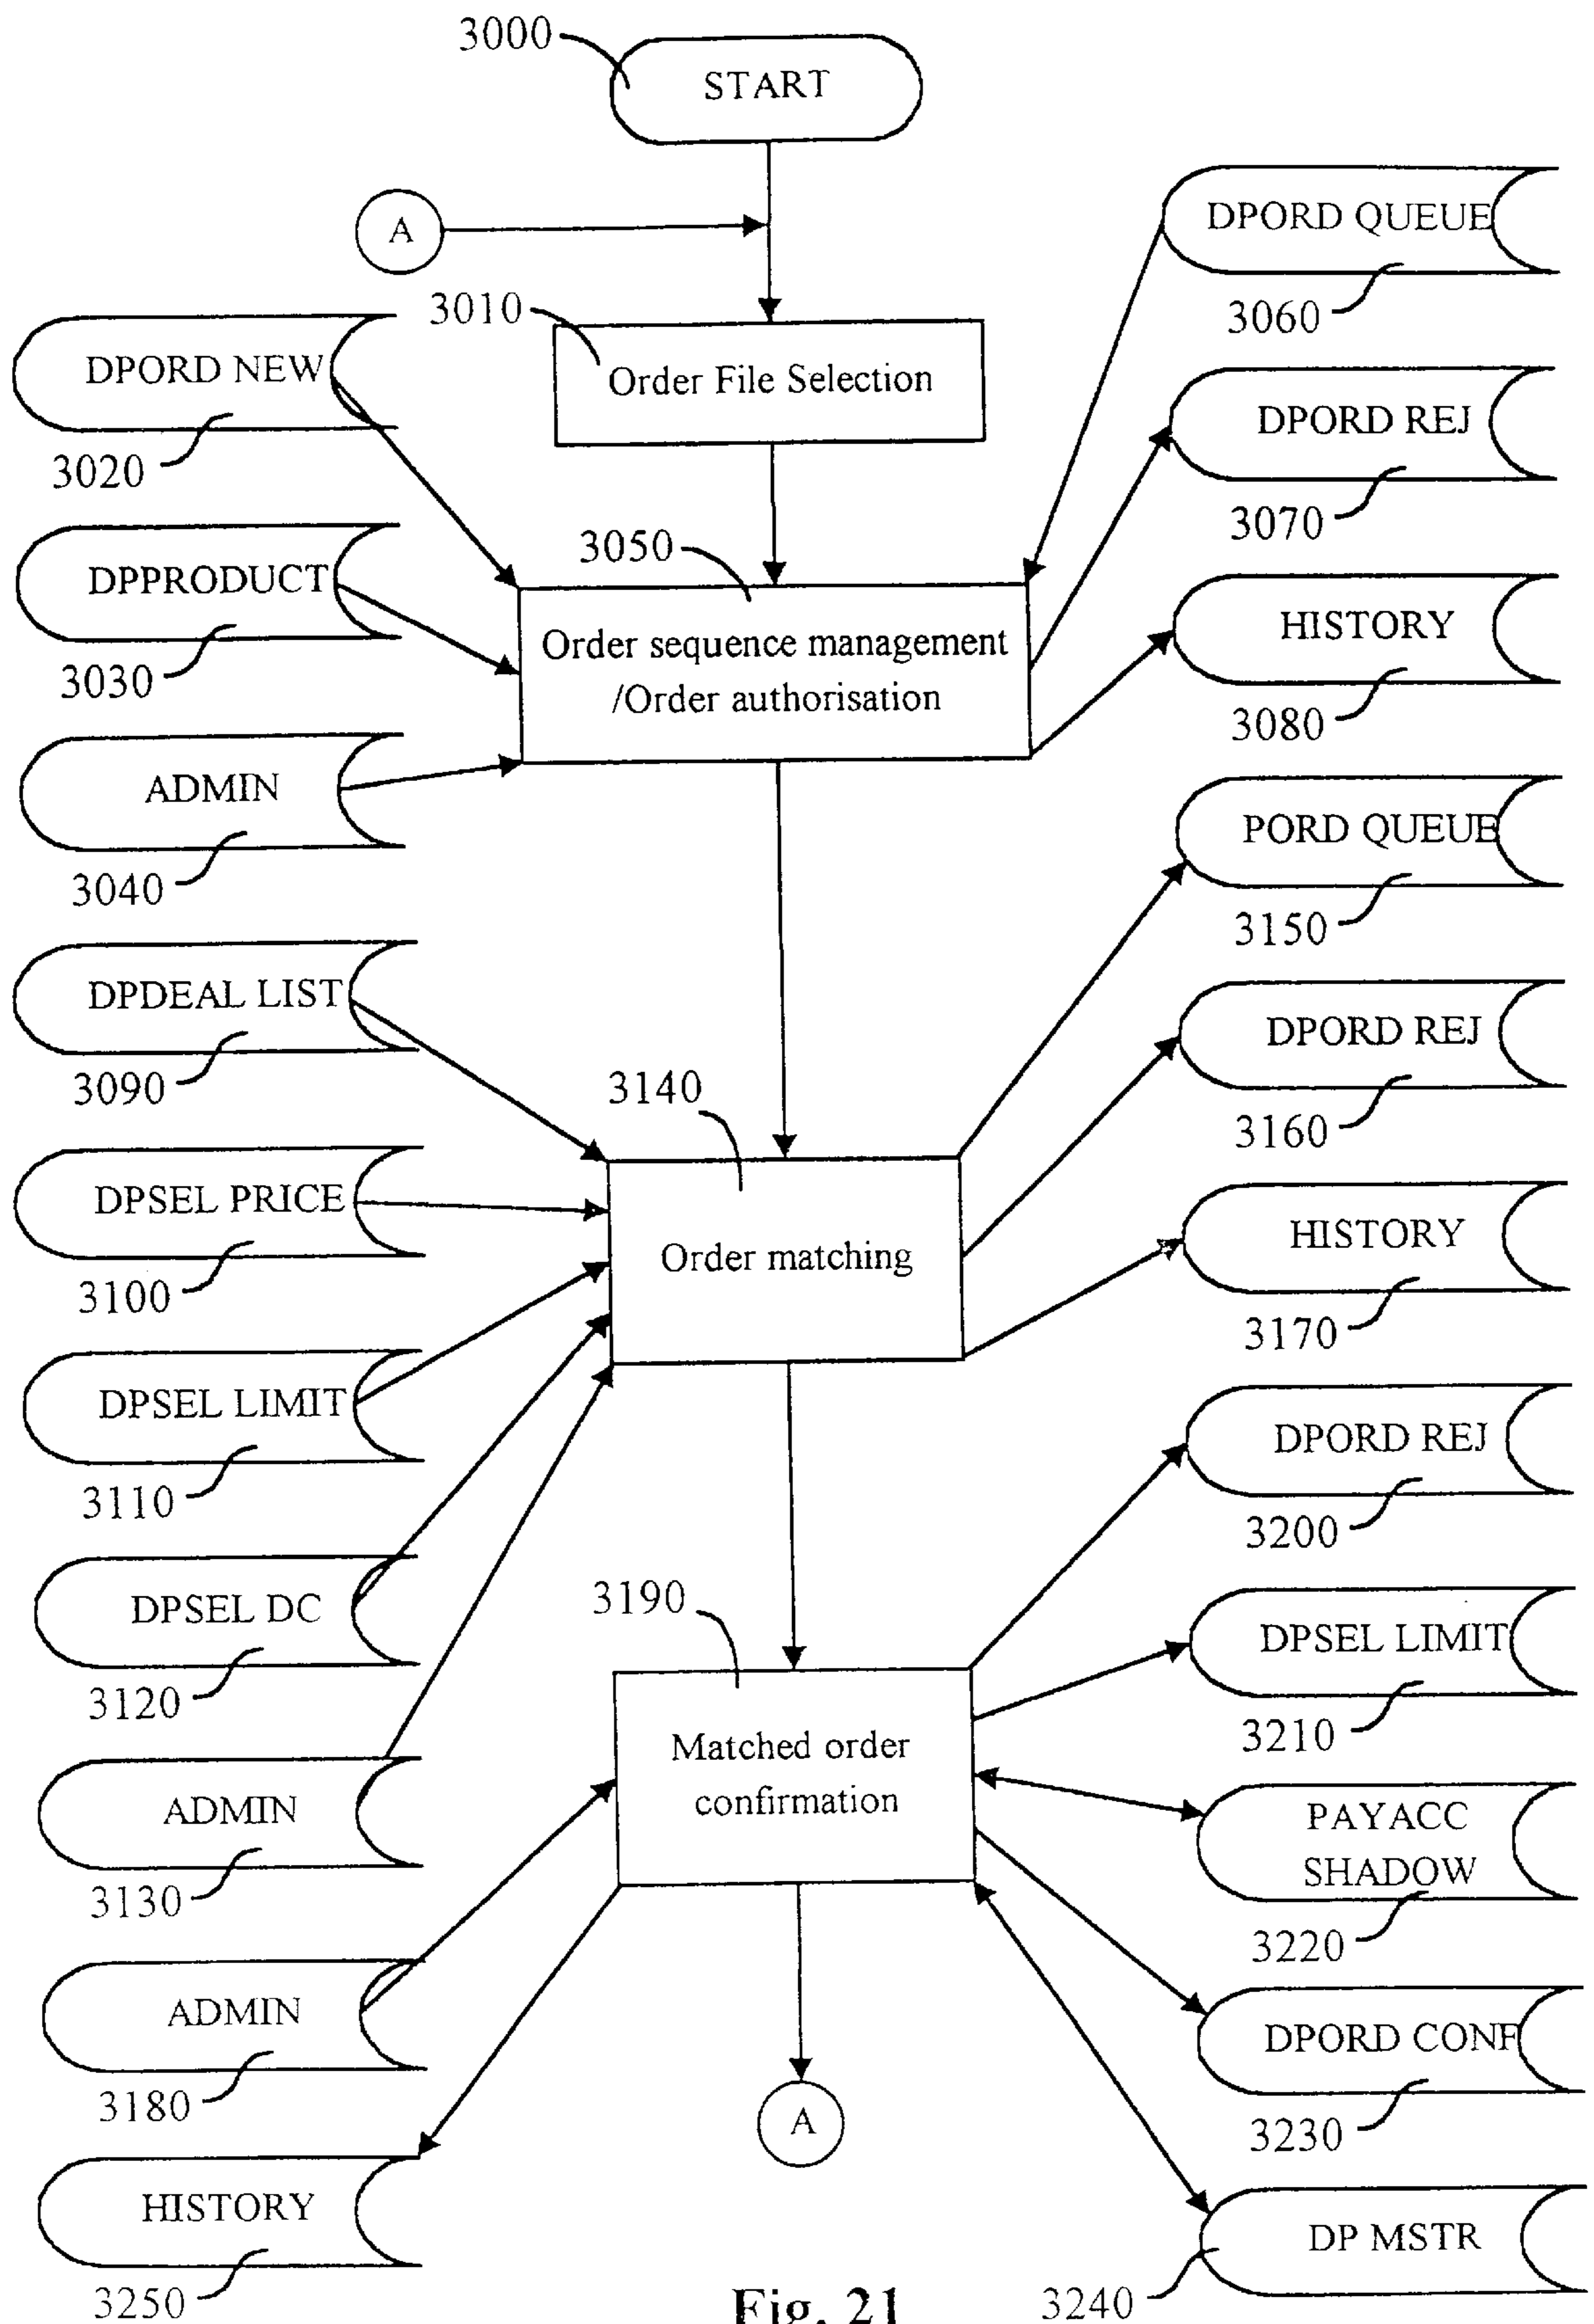 3000
START
A
DPORD QUEUE
3060
3010
Order File Selection
DPORD NEW
3020
DPORD REJ
3070
3050
Order sequence management
/Order authorisation
DPPRODUCT
3030
HISTORY
3080
ADMIN
3040
PORD QUEUE
3150
DPDEAL LIST
3090
DPORD REJ
3160
3140
Order matching
DPSEL PRICE
3100
HISTORY
3170
DPSEL LIMIT
3110
DPORD REJ
3200
DPSEL DC
3120
3190
Matched order
confirmation
DPSEL LIMIT
3210
ADMIN
3130
PAYACC
SHADOW
3220
ADMIN
3180
DPORD CONF
3230
A
HISTORY
3250
DP MSTR
3240
Fig. 21